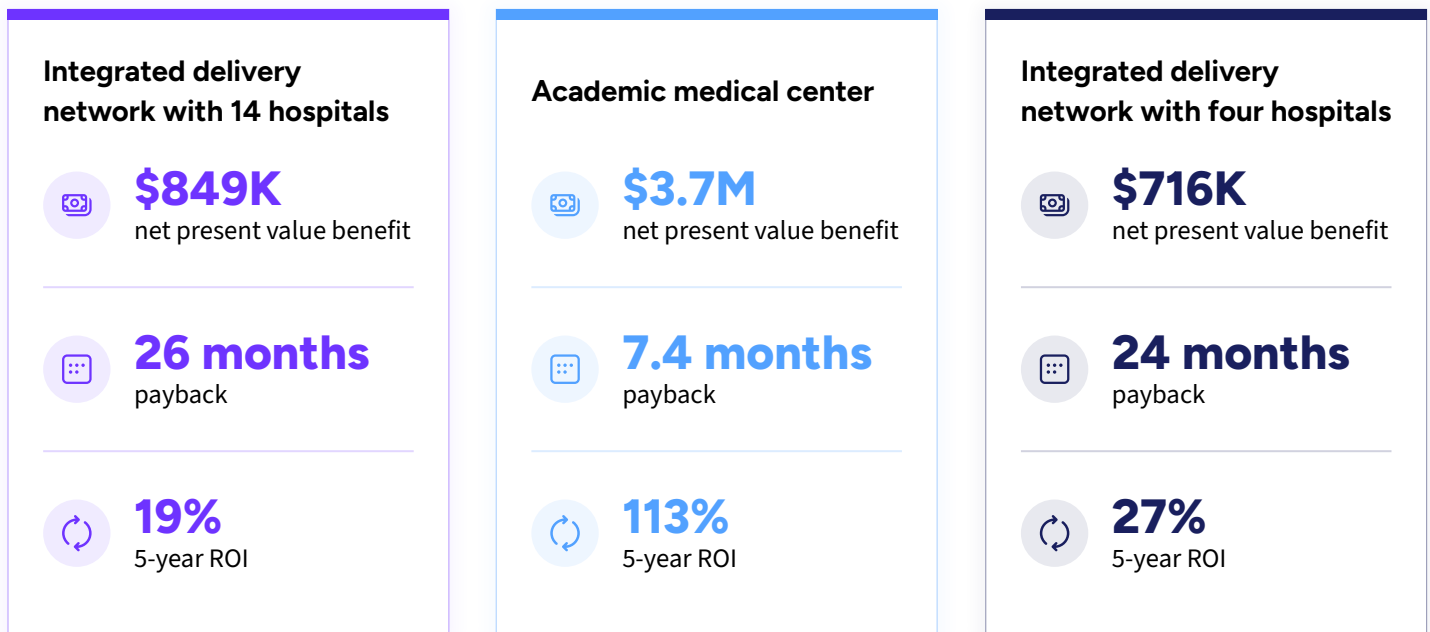 Integrated delivery
network with 14 hospitals
$849K
net present value benefit
26 months
payback
19%
5-year ROI
Academic medical center
$3.7M
net present value benefit
7.4 months
payback
113%
5-year ROI
Integrated delivery
network with four hospitals
$716K
net present value benefit
24 months
payback
27%
5-year ROI